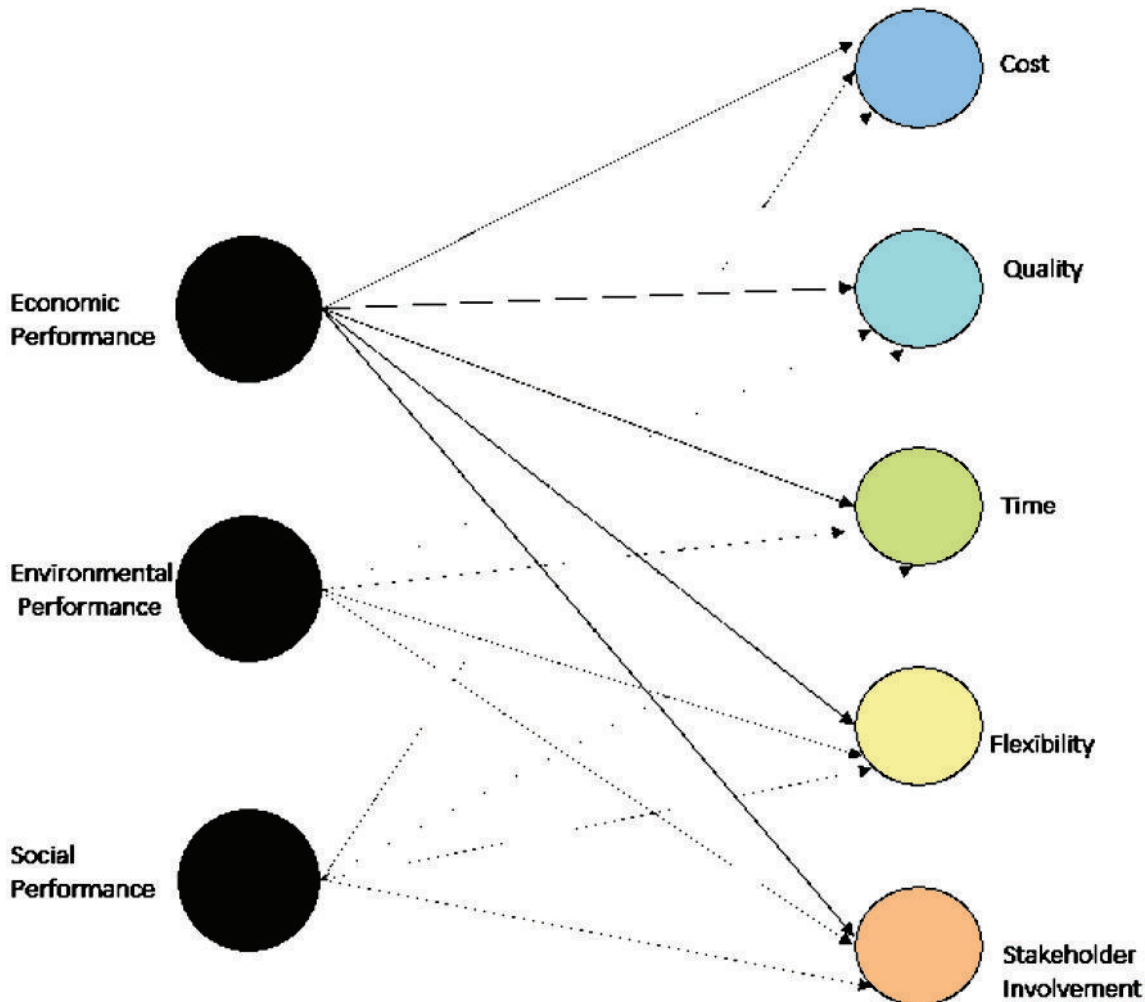 Cost
Quality
Economic
Performance
Time
Environmental
Performance
Flexibility
Social
Performance
Stakeholder
Involvement